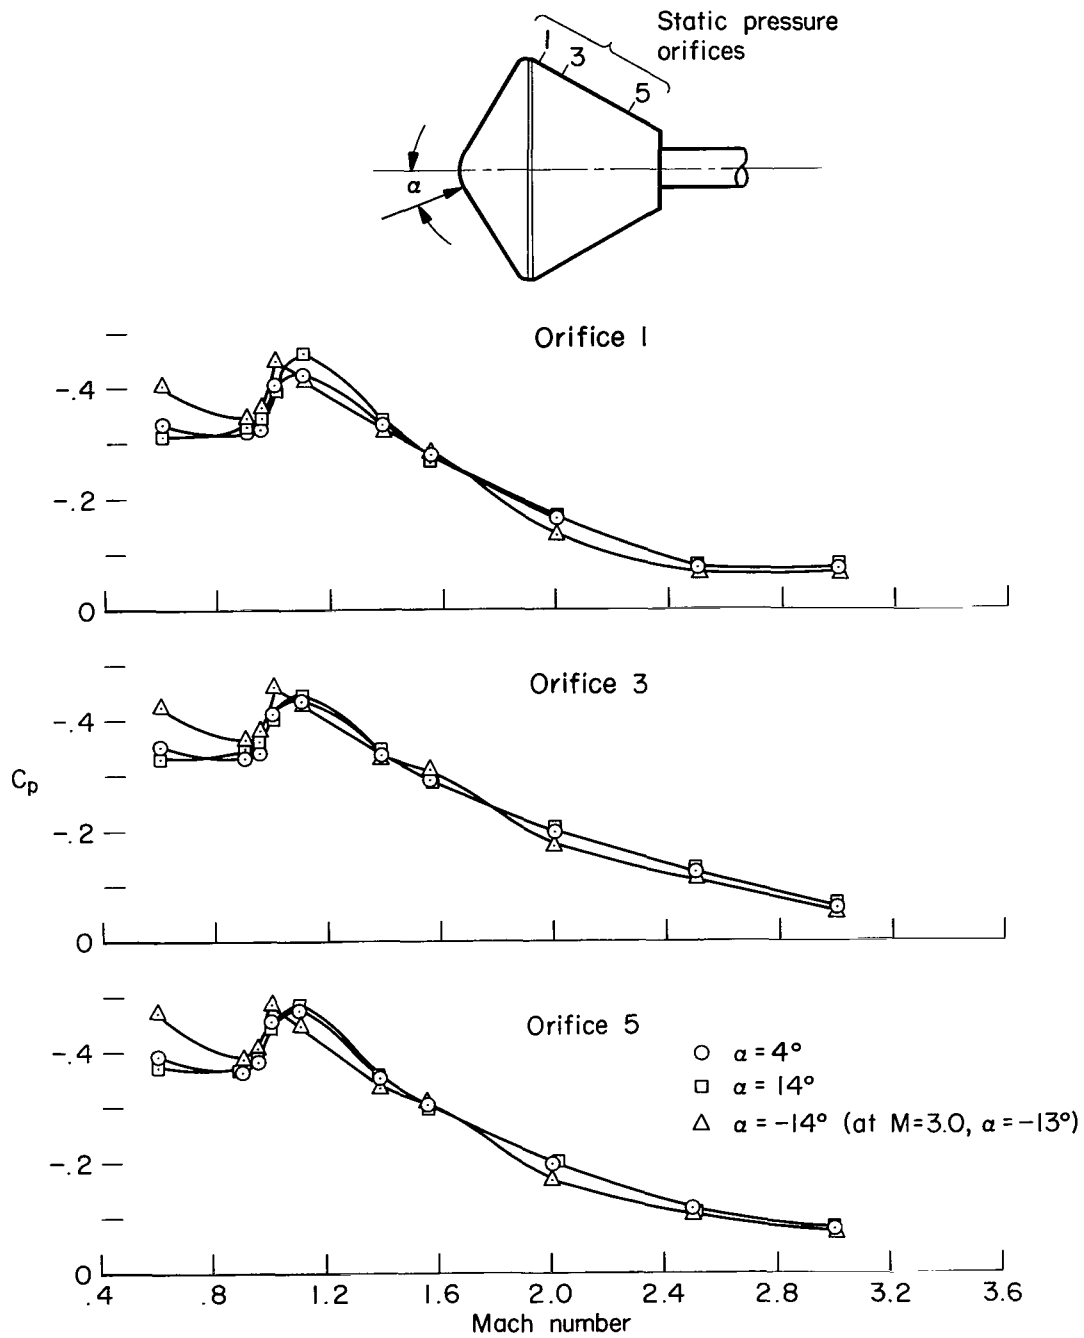 Static pressure
orifices
1
3
5
α
Orifice 1
-.4
-.2
0
Orifice 3
-.4
Cp
-.2
0
Orifice 5
α = 4°
-.4
α = 14°
α = -14° (at M=3.0, α = -13°)
-.2
0
.4 .8 1.2 1.6 2.0 2.4 2.8 3.2 3.6
Mach number